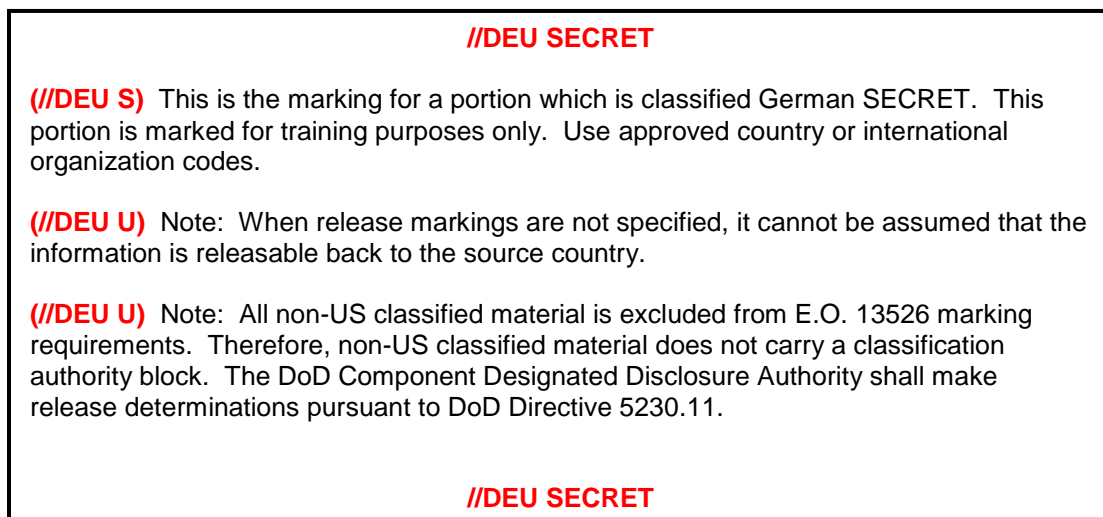 //DEU SECRET
(//DEU S)  This is the marking for a portion which is classified German SECRET.  This
portion is marked for training purposes only.  Use approved country or international
organization codes.
(//DEU U)  Note:  When release markings are not specified, it cannot be assumed that the
information is releasable back to the source country.
(//DEU U)  Note:  All non-US classified material is excluded from E.O. 13526 marking
requirements.  Therefore, non-US classified material does not carry a classification
authority block.  The DoD Component Designated Disclosure Authority shall make
release determinations pursuant to DoD Directive 5230.11.
//DEU SECRET